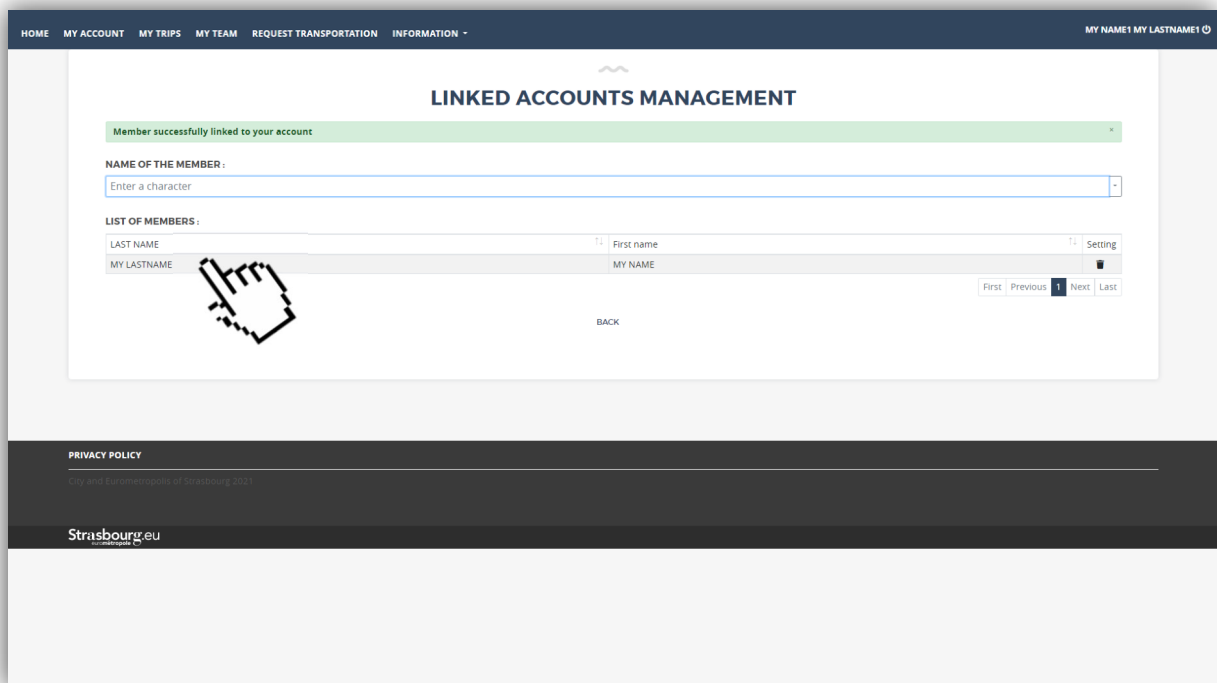 HOME MY ACCOUNT MY TRIPS MY TEAM REQUEST TRANSPORTATION INFORMATION MY NAME1 MY LASTNAME1
LINKED ACCOUNTS MANAGEMENT
Member successfully linked to your account ×
NAME OF THE MEMBER :
Enter a character
LIST OF MEMBERS :
LAST NAME First name Setting
MY LASTNAME MY NAME
First Previous 1 Next Last
BACK
PRIVACY POLICY
City and Eurometropolis of Strasbourg 2021
Strasbourg.eu
eurométropole